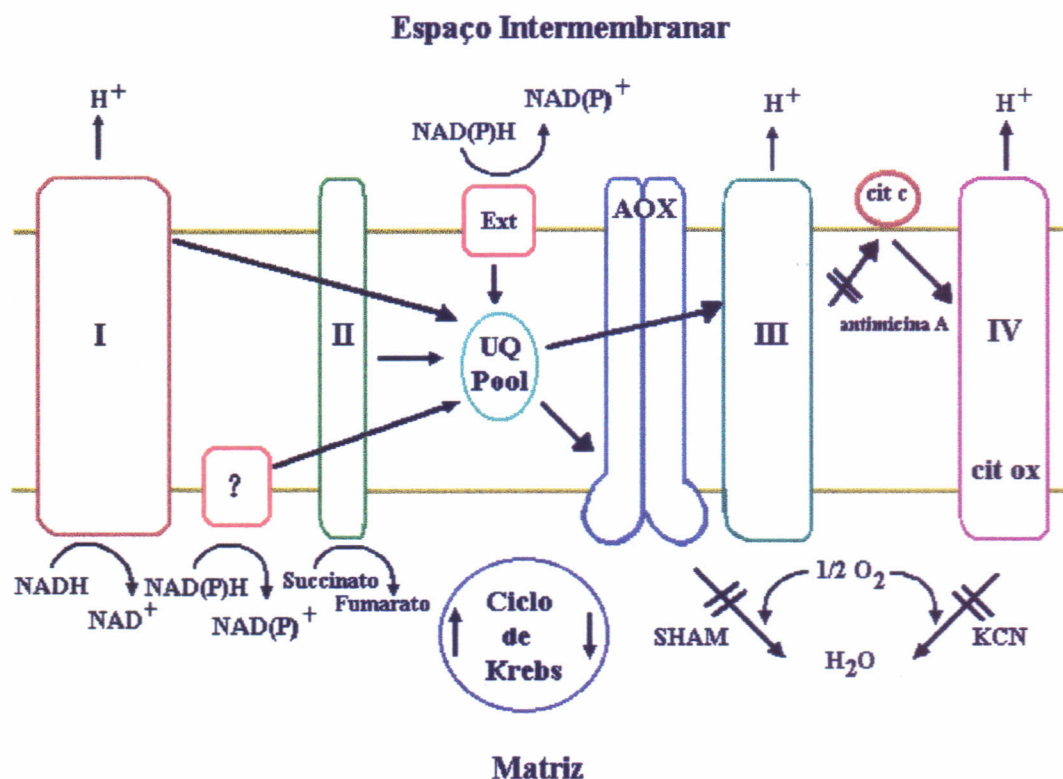 Espaço Intermembranar
H+
NAD(P)H
NAD(P)+
H+
H+
Ext
AOX
cit c
I
II
UQ
Pool
III
antimicina A
IV
?
cit ox
NADH
NAD+
NAD(P)H
NAD(P)+
Succinato
Fumarato
Ciclo
de
Krebs
SHAM
1/2 O2
H2O
KCN
Matriz